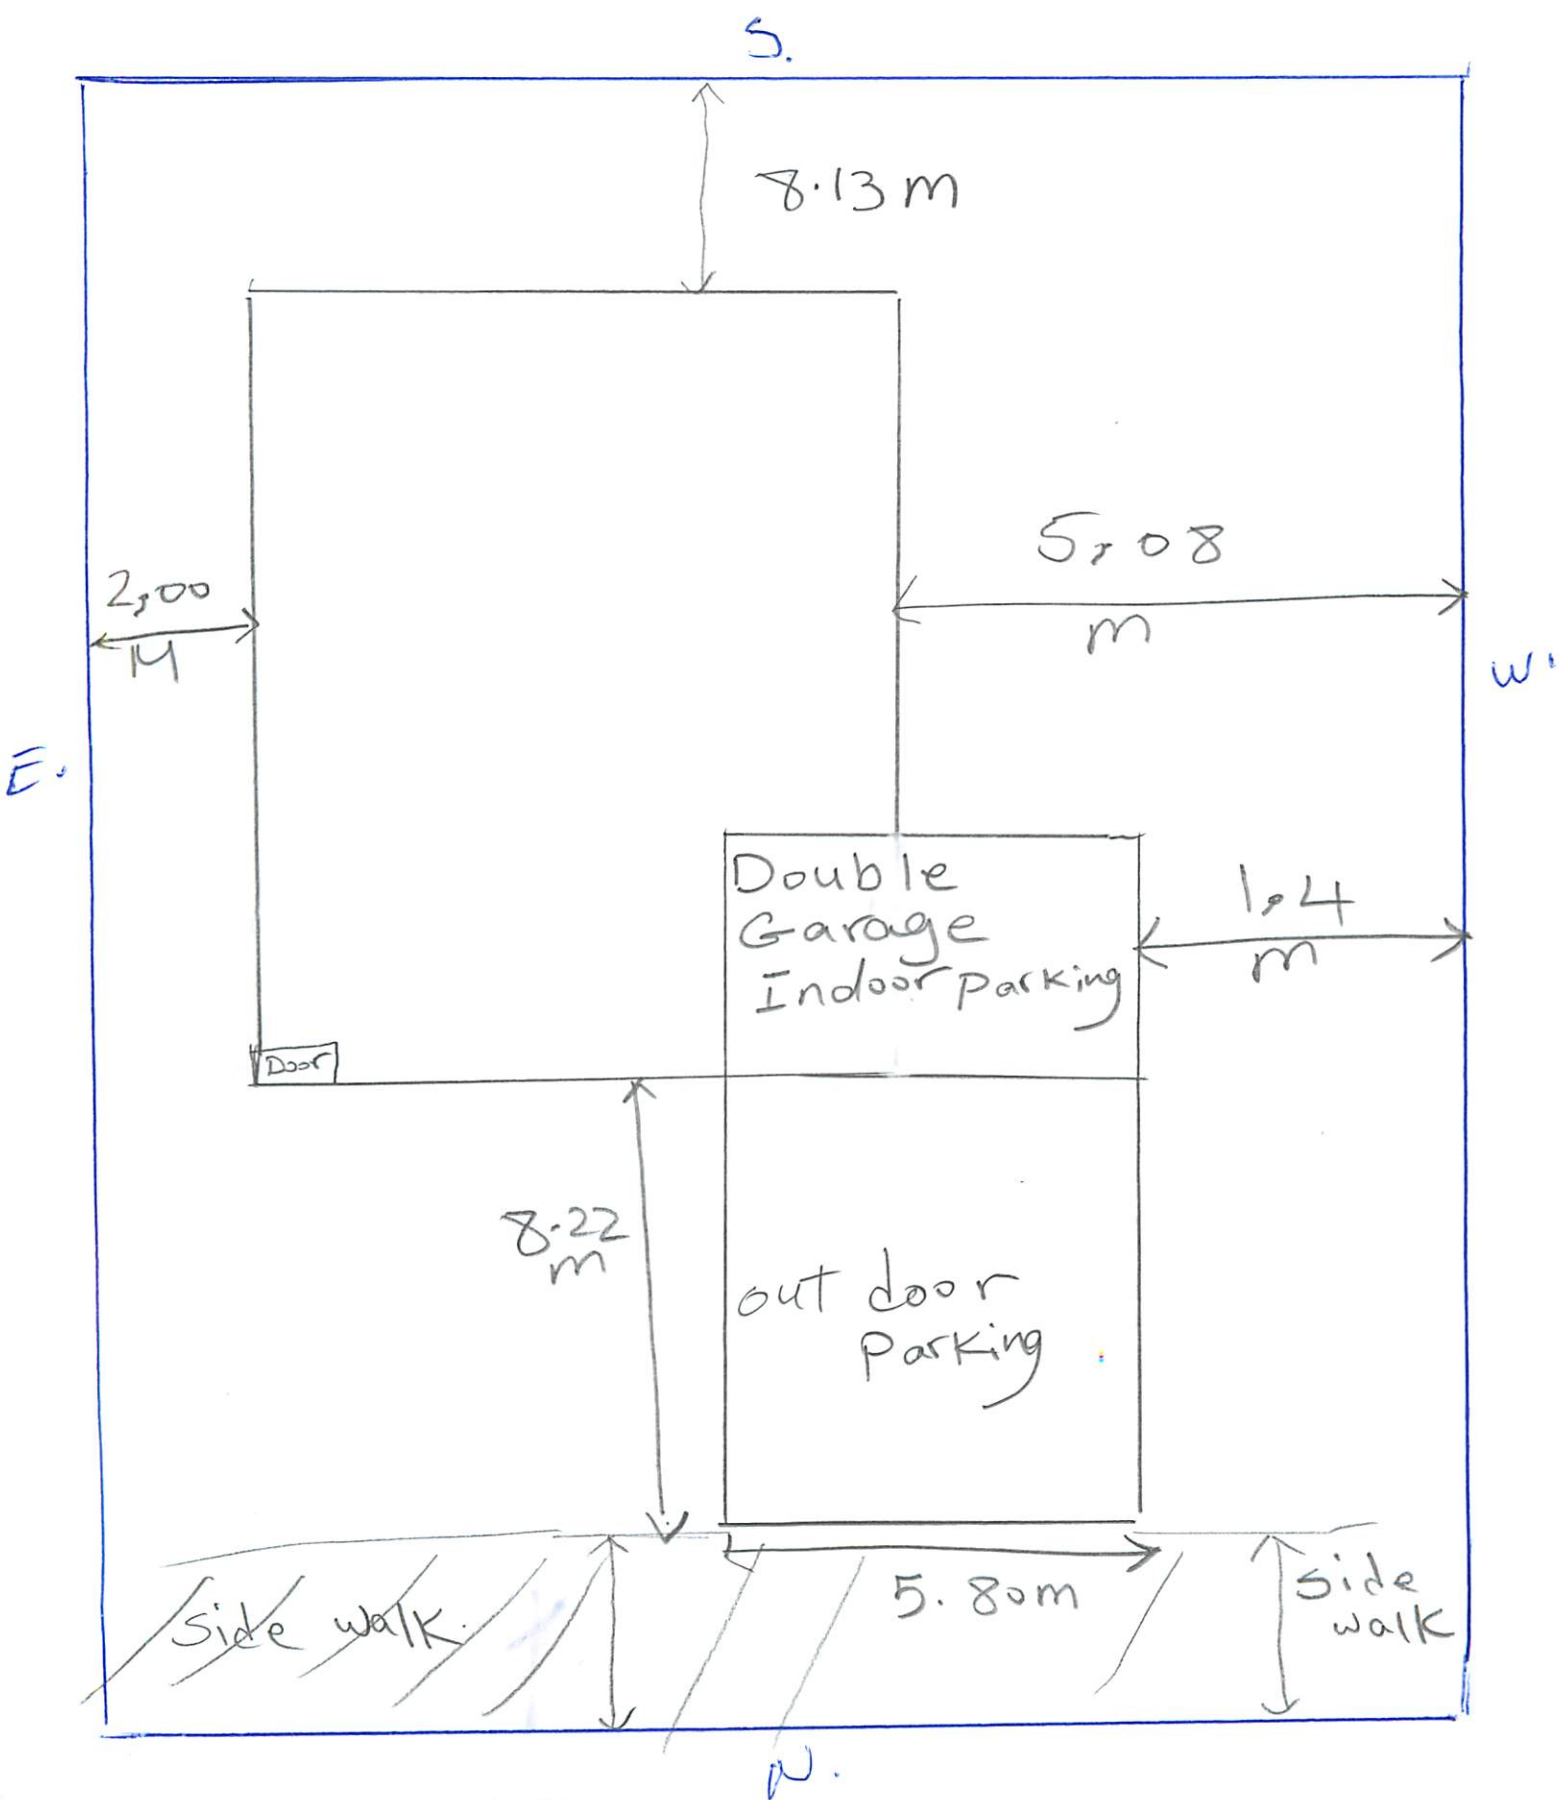 S.
8.13 m
5,08
m
2,00
M
W.
E.
Double
Garage
Indoor parking
1,4
m
Door
8.22
m
out door
parking
5.80m
Side
walk
Side walk.
N.